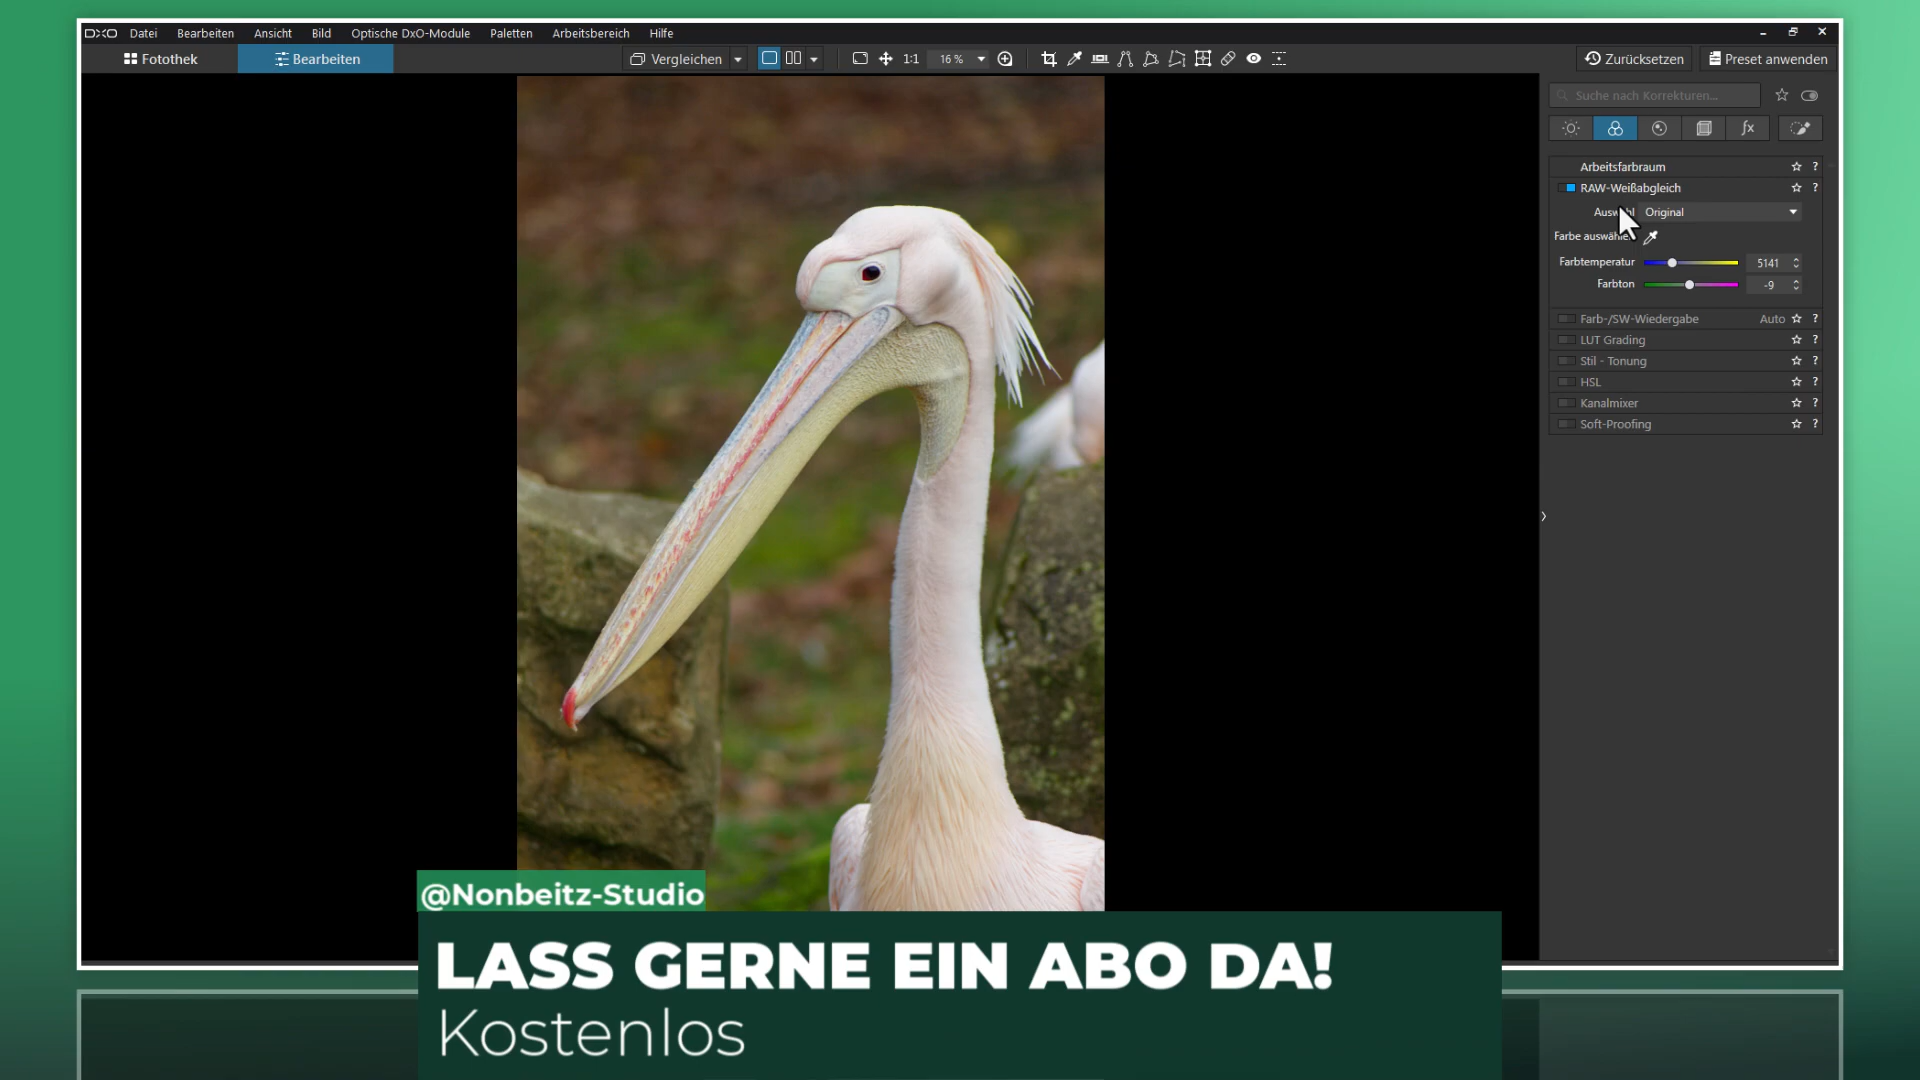 DXO Datei Bearbeiten Ansicht Bild Optische DxO-Module Paletten Arbeitsbereich Hilfe
Fotothek Bearbeiten Vergleichen 1:1 16 % Zurücksetzen Preset anwenden
Suche nach Korrekturen...
fx
Arbeitsfarbraum ?
RAW-Weißabgleich ?
Original
Farbe
Farbtemperatur 5141
Farbton -9
Farb-/SW-Wiedergabe Auto ?
LUT Grading ?
Stil - Tonung ?
HSL ?
Kanalmixer ?
Soft-Proofing ?
@Nonbeitz-Studio
LASS GERNE EIN ABO DA!
Kostenlos